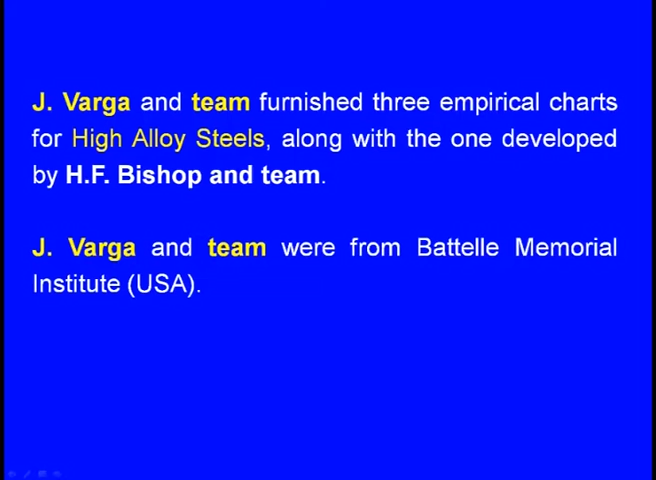 J. Varga and team furnished three empirical charts
for High Alloy Steels, along with the one developed
by H.F. Bishop and team.
J. Varga and team were from Battelle Memorial
Institute (USA).